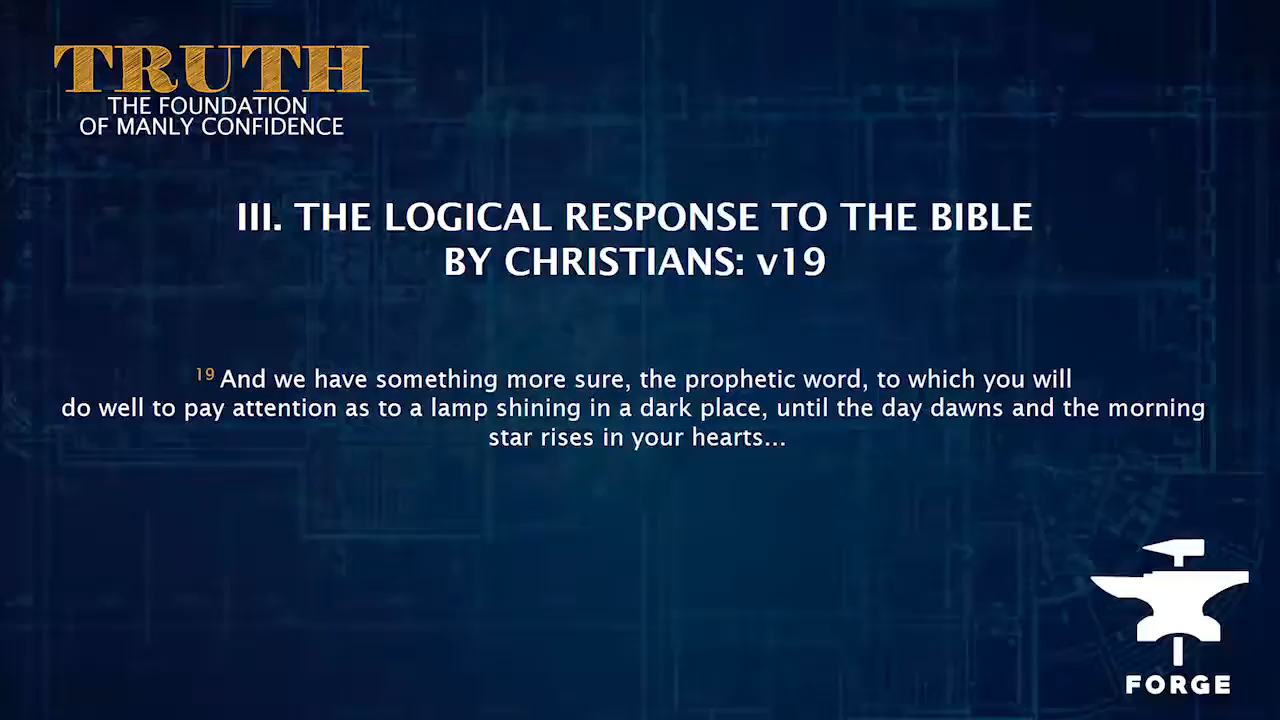 TRUTH
THE FOUNDATION
OF MANLY CONFIDENCE
III. THE LOGICAL RESPONSE TO THE BIBLE
BY CHRISTIANS: v19
19 And we have something more sure, the prophetic word, to which you will
do well to pay attention as to a lamp shining in a dark place, until the day dawns and the morning
star rises in your hearts...
FORGE